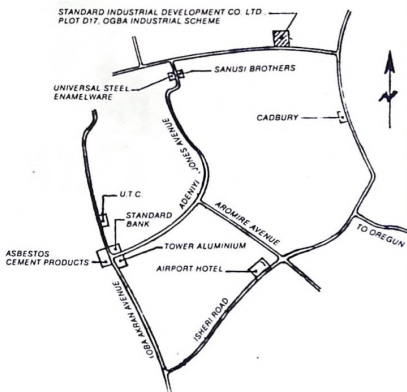 STANDARD INDUSTRIAL DEVELOPMENT CO. LTD.
PLOT D17, OGBA INDUSTRIAL SCHEME
SANUSI BROTHERS
UNIVERSAL STEEL
ENAMELWARE
CADBURY
ADENIYI JONES AVENUE
N
U.T.C.
STANDARD
BANK
AROMIRE AVENUE
TO OREGUN
ASBESTOS
CEMENT PRODUCTS
TOWER ALUMINIUM
AIRPORT HOTEL
IOBA AKRAN AVENUE
ISHERI ROAD